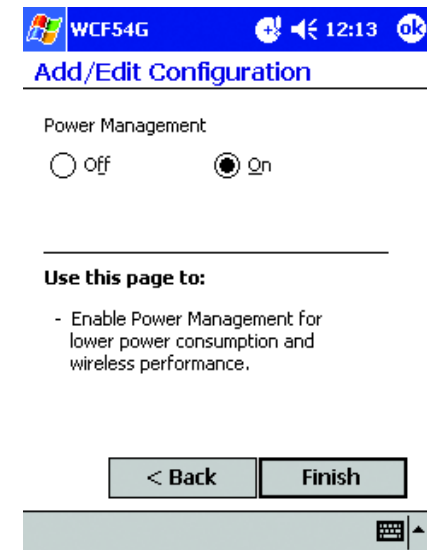 WCF54G 12:13 ok
Add/Edit Configuration
Power Management
Off On
Use this page to:
- Enable Power Management for
lower power consumption and
wireless performance.
< Back Finish